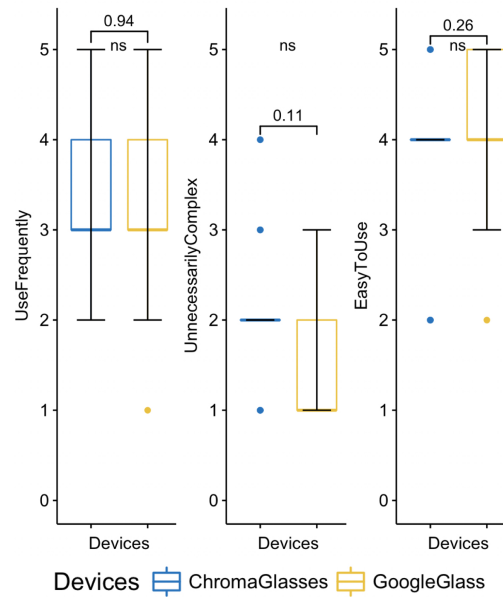 0.94
ns
5
4
3
2
1
0
UseFrequently
Devices
ns
0.11
5
4
3
2
1
0
UnnecessarilyComplex
Devices
0.26
ns
5
4
3
2
1
0
EasyToUse
Devices
Devices ChromaGlasses GoogleGlass